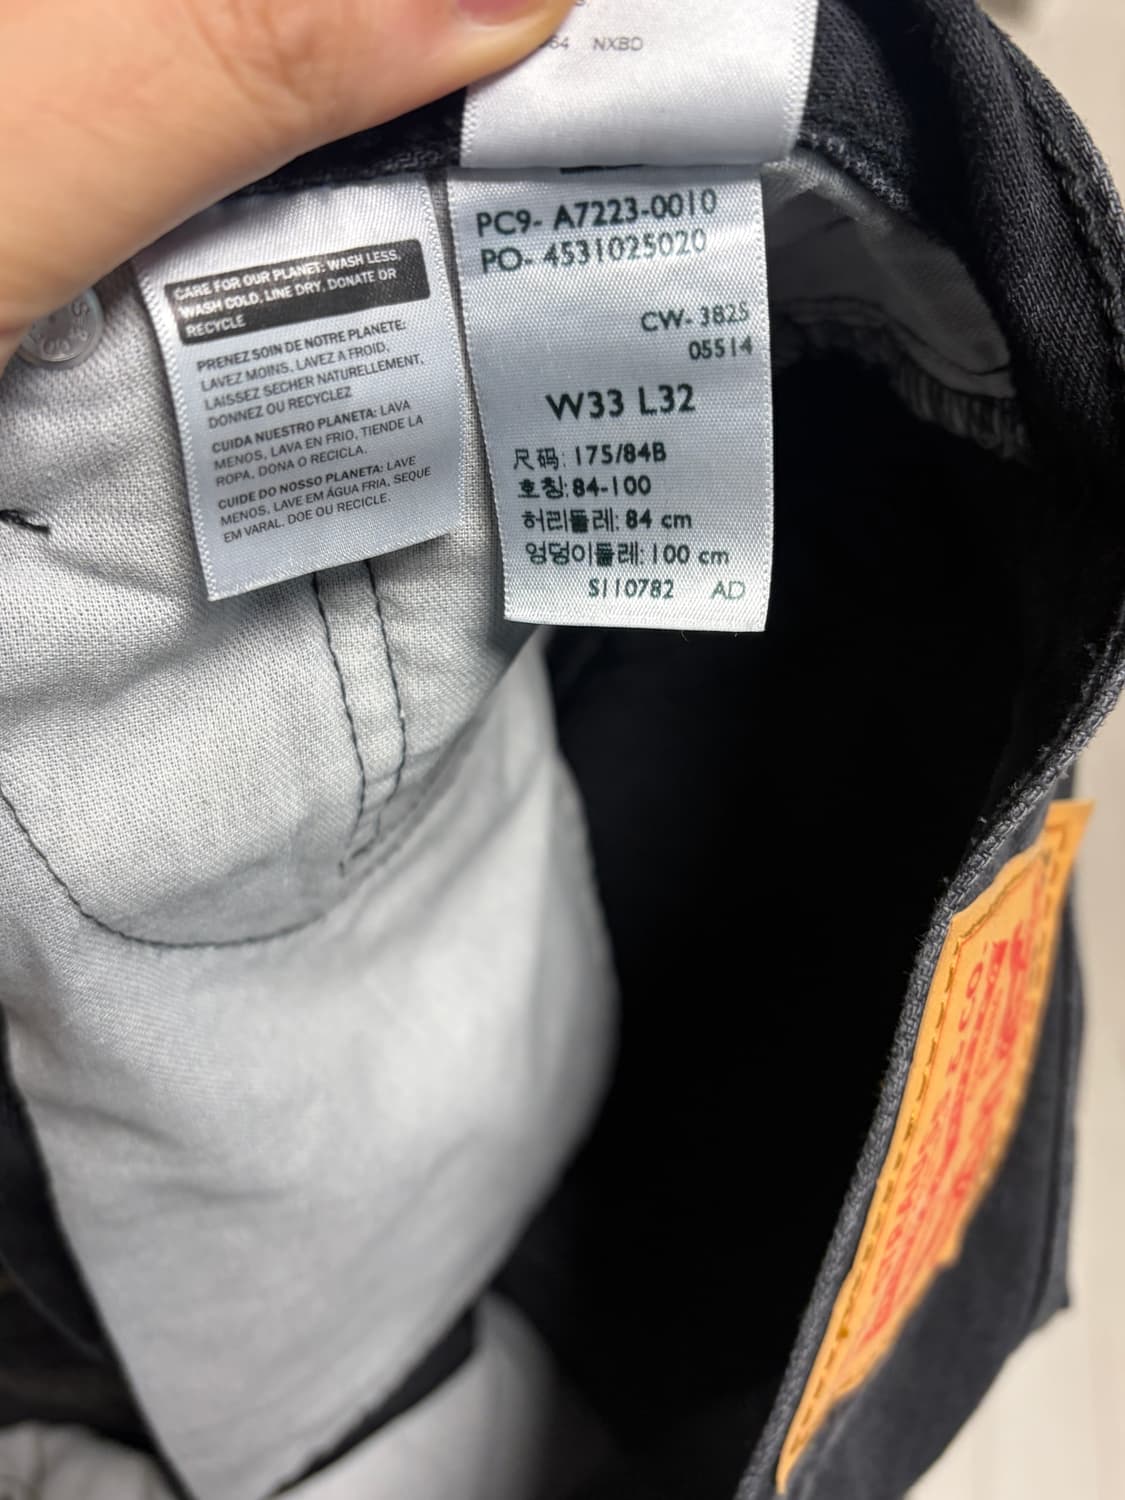 64 NXBD
CARE FOR OUR PLANET: WASH LESS,
WASH COLD, LINE DRY, DONATE OR
RECYCLE
PRENEZ SOIN DE NOTRE PLANETE:
LAVEZ MOINS, LAVEZ A FROID,
LAISSEZ SECHER NATURELLEMENT,
DONNEZ OU RECYCLEZ
CUIDA NUESTRO PLANETA: LAVA
MENOS, LAVA EN FRIO, TIENDE LA
ROPA, DONA O RECICLA.
CUIDE DO NOSSO PLANETA: LAVE
MENOS, LAVE EM ÁGUA FRIA, SEQUE
EM VARAL, DOE OU RECICLE.
PC9- A7223-0010
PO- 4531025020
CW- 3825
05514
W33 L32
尺码: 175/84B
호칭: 84-100
허리둘레: 84 cm
엉덩이둘레: 100 cm
S110782 AD